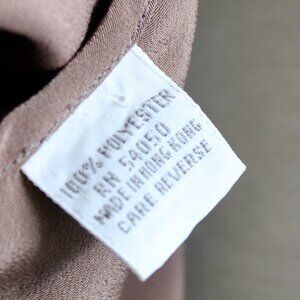 100% POLYESTER
RN 54050
MADE IN HONG KONG
CARE REVERSE